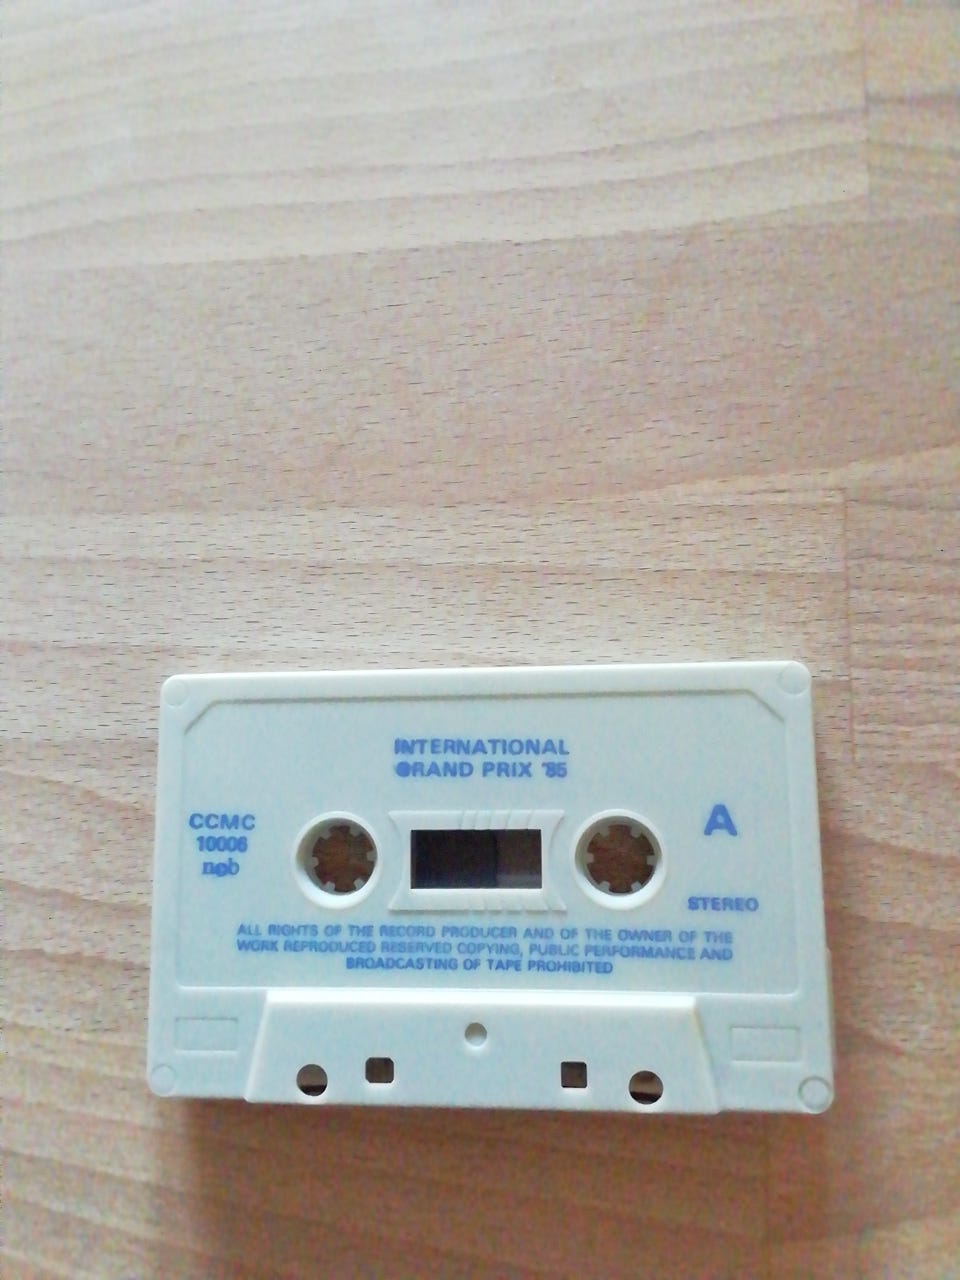 INTERNATIONAL
GRAND PRIX '85
CCMC
10006
ncb
A
STEREO
ALL RIGHTS OF THE RECORD PRODUCER AND OF THE OWNER OF THE
WORK REPRODUCED RESERVED COPYING, PUBLIC PERFORMANCE AND
BROADCASTING OF TAPE PROHIBITED